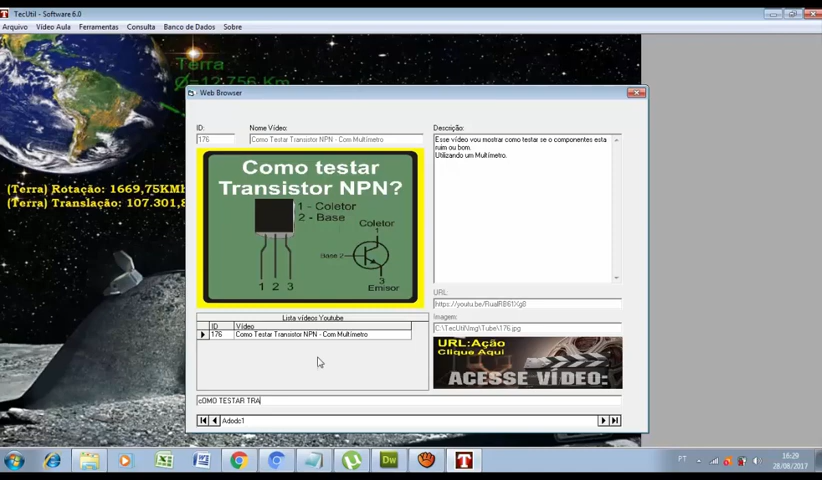 TecUtil - Software 6.0
Arquivo Vídeo Aula Ferramentas Consulta Banco de Dados Sobre
Terra
Ø=12.756 Km
(Terra) Rotação: 1669,75KMh
(Terra) Translação: 107.301,8
Web Browser
ID:
Nome Vídeo:
Descrição:
176
Como Testar Transistor NPN - Com Multímetro
Esse vídeo vou mostrar como testar se o componentes esta
ruim ou bom.
Utilizando um Multímetro.
Como testar
Transistor NPN?
1 - Coletor
2 - Base
Coletor
1
Base 2
3
Emisor
1 2 3
URL:
Imagem:
C:\TecUtil\Img\Tube\176.jpg
Lista vídeos Youtube
ID Vídeo
176 Como Testar Transistor NPN - Com Multímetro
URL:Ação
Clique Aqui
ACESSE VÍDEO:
cOMO TESTAR TRA
Adodc1
PT
16:29
28/08/2017